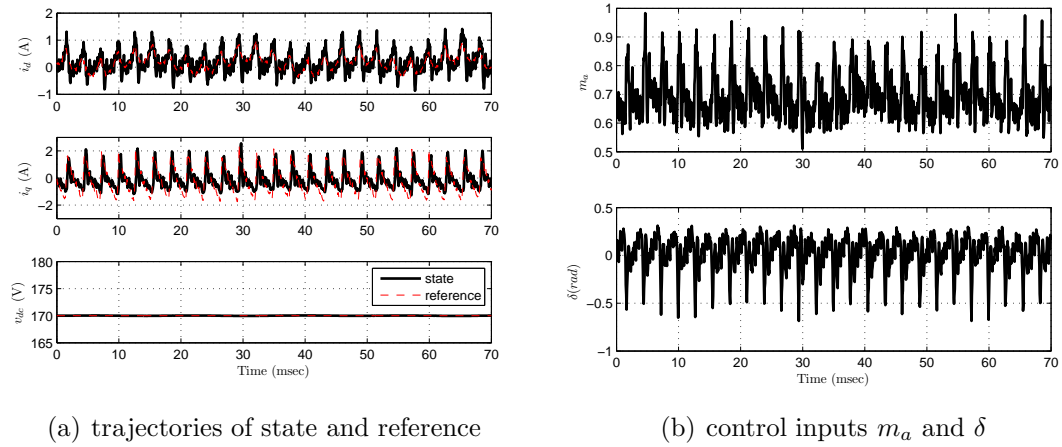 2
1
0
−1
i_d (A)
0 10 20 30 40 50 60 70
2
0
−2
i_q (A)
0 10 20 30 40 50 60 70
180
175
170
165
v_dc (V)
state
reference
0 10 20 30 40 50 60 70
Time (msec)
(a) trajectories of state and reference
1
0.9
0.8
0.7
0.6
0.5
m_a
0 10 20 30 40 50 60 70
0.5
0
−0.5
−1
δ(rad)
0 10 20 30 40 50 60 70
Time (msec)
(b) control inputs m_a and δ